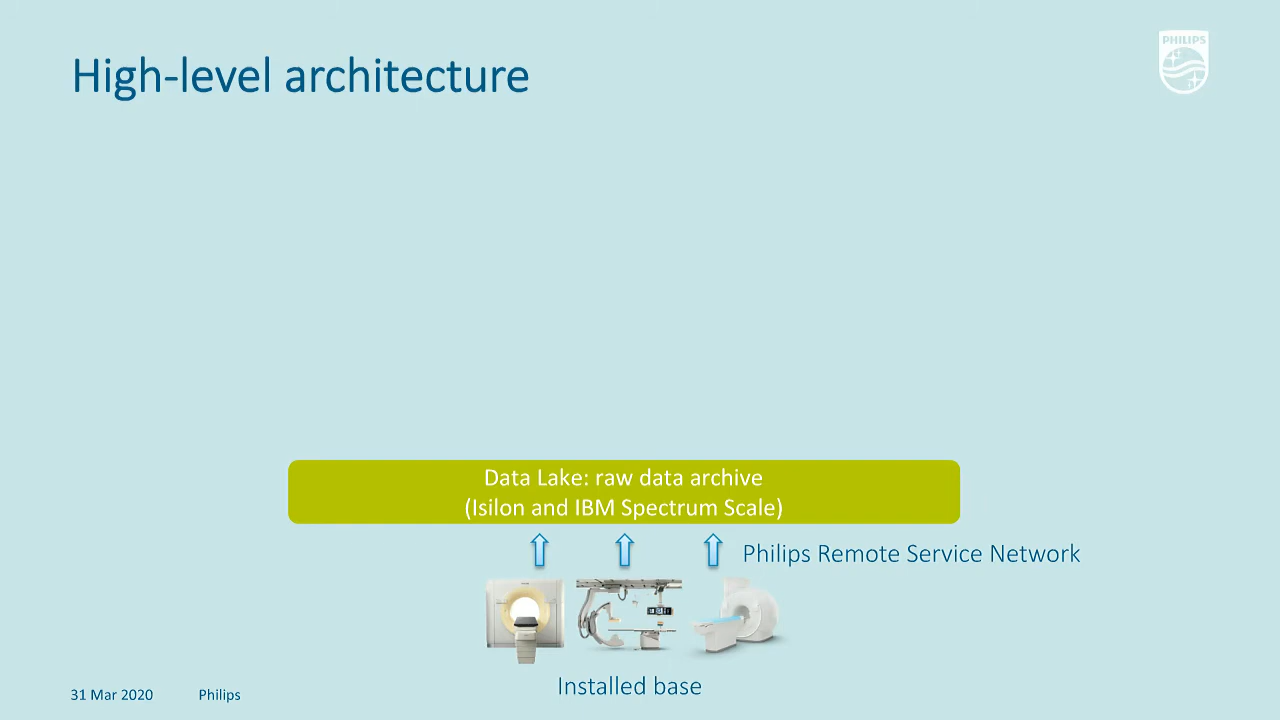 High-level architecture
PHILIPS
Data Lake: raw data archive
(Isilon and IBM Spectrum Scale)
Philips Remote Service Network
Installed base
31 Mar 2020
Philips